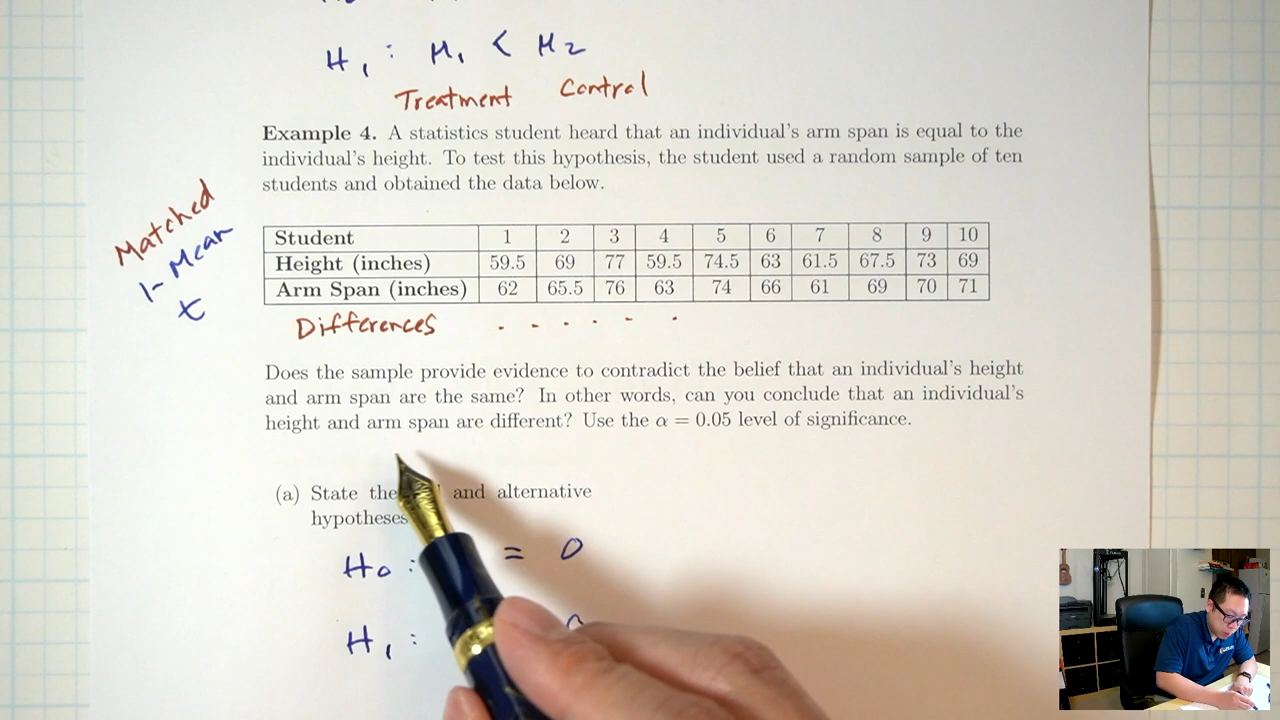 H₁ : μ₁ < μ₂
Treatment Control
Example 4. A statistics student heard that an individual's arm span is equal to the
individual's height. To test this hypothesis, the student used a random sample of ten
students and obtained the data below.
Matched
1-Mean
t
Student 1 2 3 4 5 6 7 8 9 10
Height (inches) 59.5 69 77 59.5 74.5 63 61.5 67.5 73 69
Arm Span (inches) 62 65.5 76 63 74 66 61 69 70 71
Differences . . . . . .
Does the sample provide evidence to contradict the belief that an individual's height
and arm span are the same? In other words, can you conclude that an individual's
height and arm span are different? Use the α = 0.05 level of significance.
(a) State the and alternative
hypotheses
H₀ : = 0
H₁ :